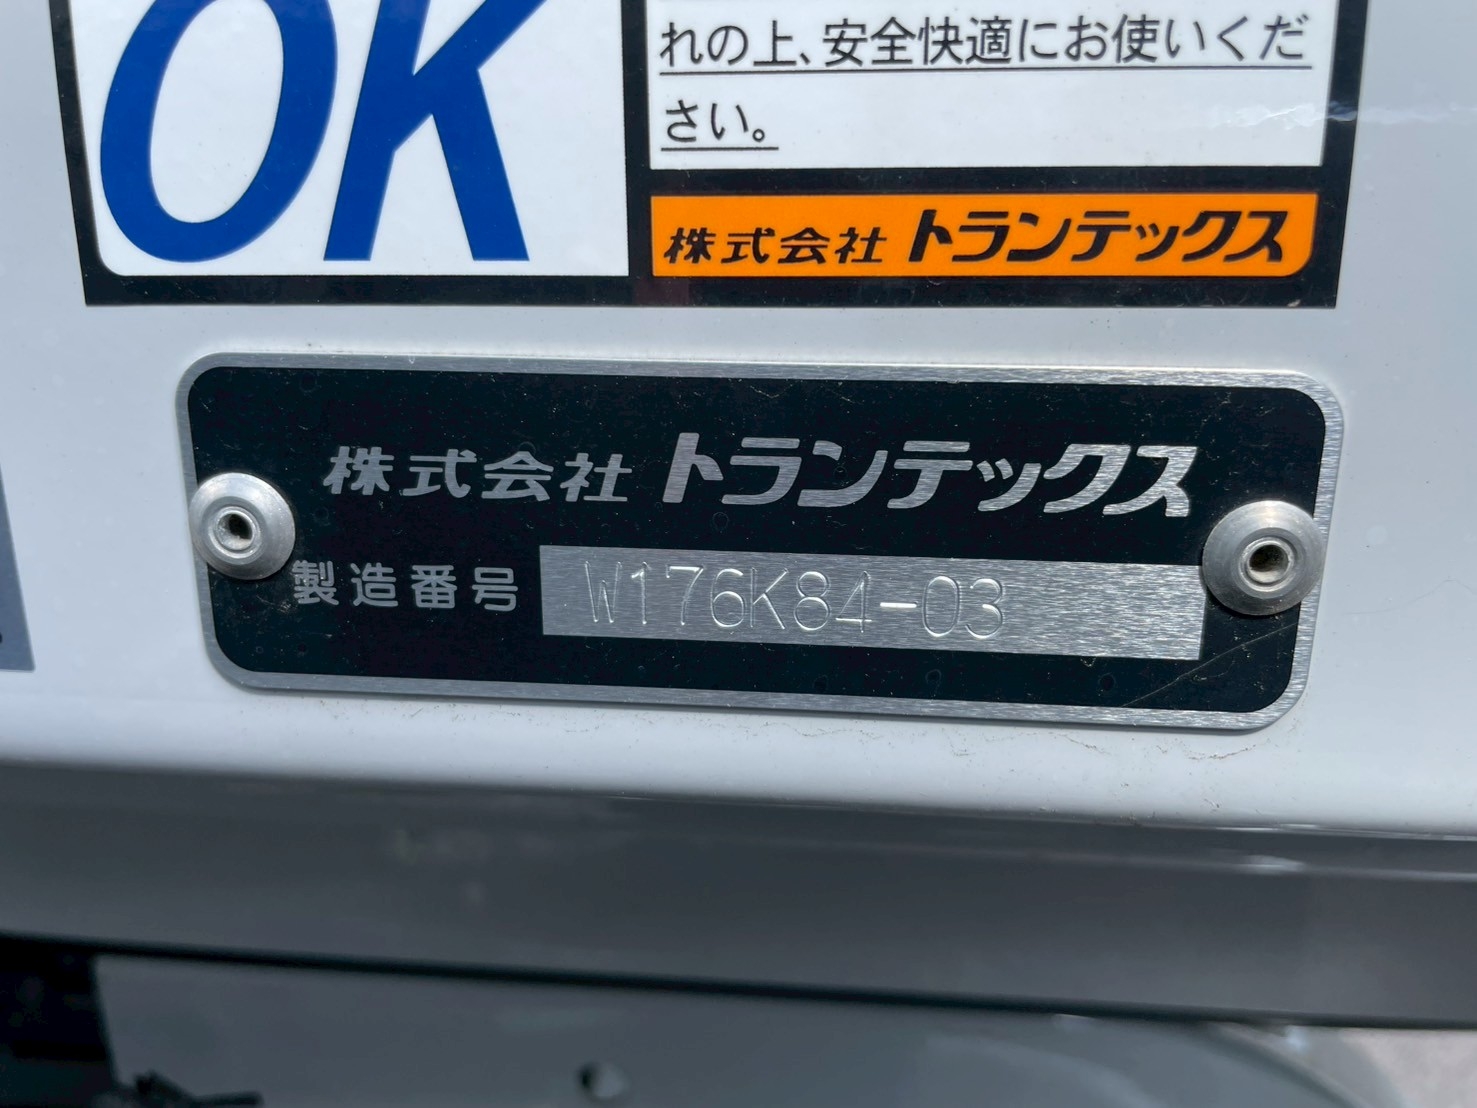 OK
れの上、安全快適にお使いくだ
さい。
株式会社 トランテックス
株式会社 トランテックス
製造番号 W176K84-03